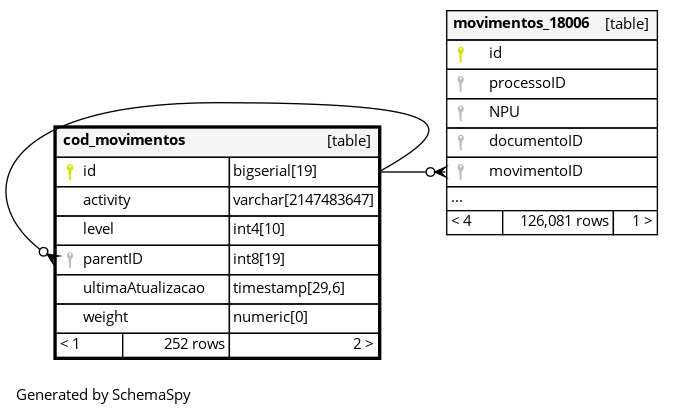 movimentos_18006 [table]
id
processoID
NPU
documentoID
movimentoID
...
< 4 126,081 rows 1 >
cod_movimentos [table]
id bigserial[19]
activity varchar[2147483647]
level int4[10]
parentID int8[19]
ultimaAtualizacao timestamp[29,6]
weight numeric[0]
< 1 252 rows 2 >
Generated by SchemaSpy